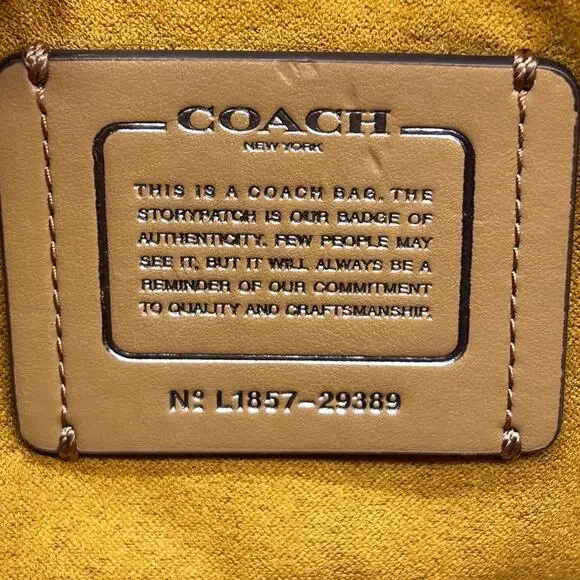 COACH
NEW YORK
THIS IS A COACH BAG. THE
STORYPATCH IS OUR BADGE OF
AUTHENTICITY. FEW PEOPLE MAY
SEE IT, BUT IT WILL ALWAYS BE A
REMINDER OF OUR COMMITMENT
TO QUALITY AND CRAFTSMANSHIP.
Nº L1857-29389